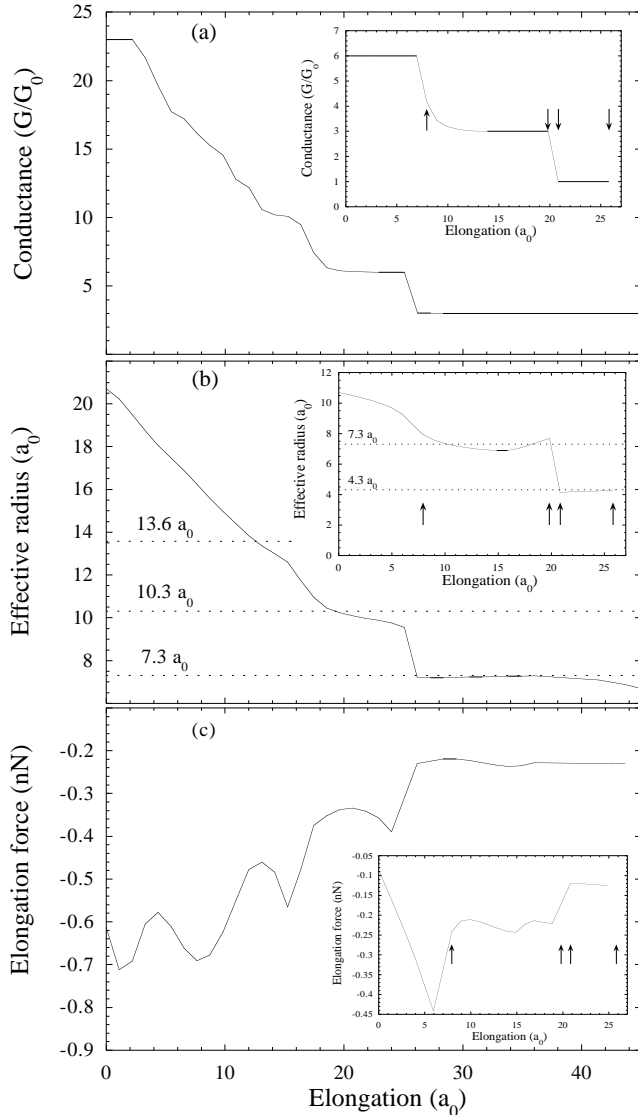 (a)
Conductance (G/G0)
25
20
15
10
5
0
Conductance (G/G0)
7
6
5
4
3
2
1
0
0 5 10 15 20 25
Elongation (a0)
(b)
Effective radius (a0)
20
18
16
14
12
10
8
13.6 a0
10.3 a0
7.3 a0
Effective radius (a0)
12
10
8
6
4
2
0
7.3 a0
4.3 a0
0 5 10 15 20 25
Elongation (a0)
(c)
Elongation force (nN)
-0.2
-0.3
-0.4
-0.5
-0.6
-0.7
-0.8
-0.9
Elongation force (nN)
-0.05
-0.1
-0.15
-0.2
-0.25
-0.3
-0.35
-0.4
-0.45
0 5 10 15 20 25
Elongation (a0)
0 10 20 30 40
Elongation (a0)